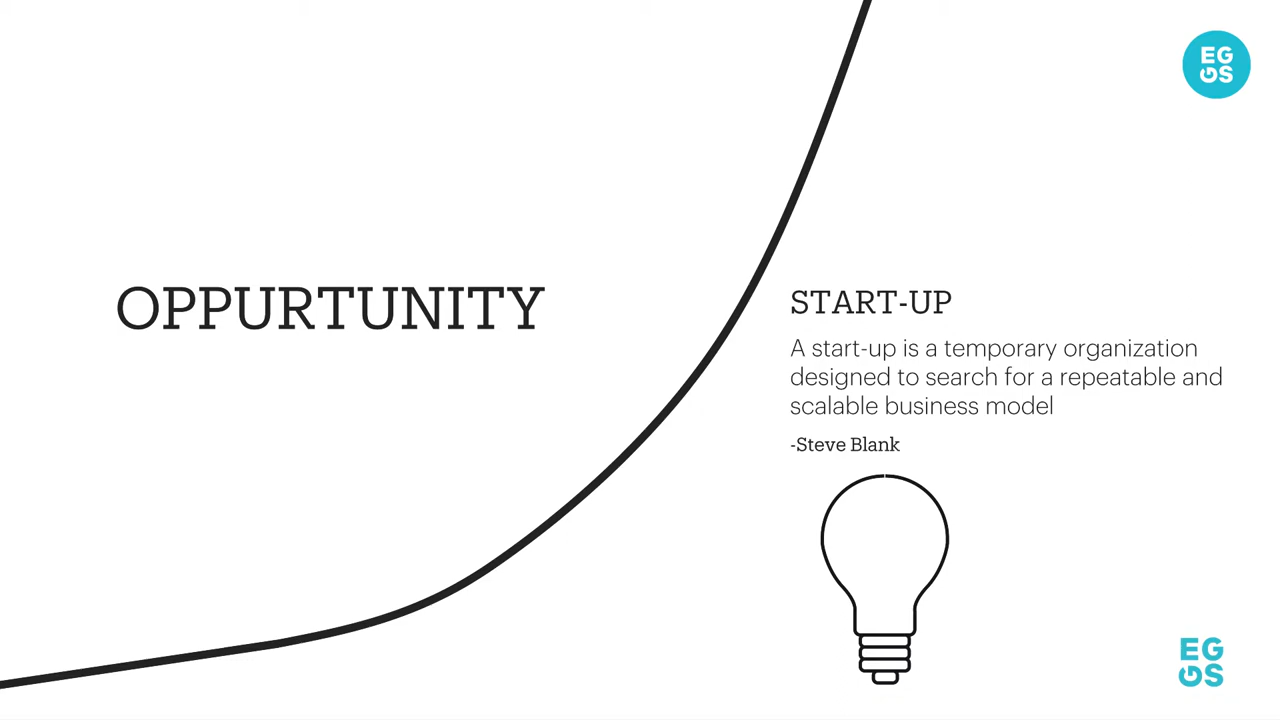 EG
GS
OPPURTUNITY
START-UP
A start-up is a temporary organization
designed to search for a repeatable and
scalable business model
-Steve Blank
EG
GS